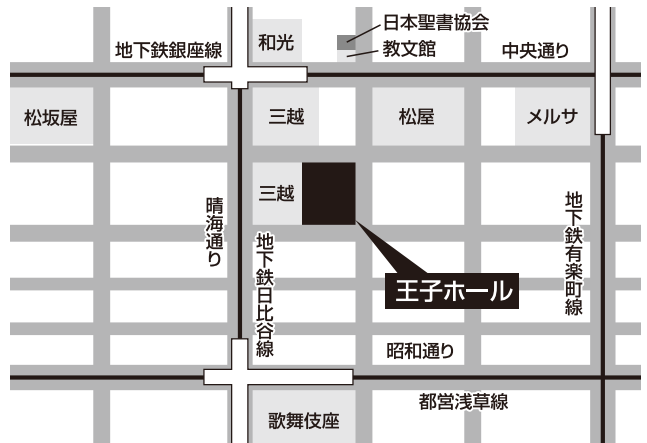 日本聖書協会
和光
地下鉄銀座線
教文館
中央通り
松坂屋
三越
松屋
メルサ
三越
晴海通り
地下鉄有楽町線
地下鉄日比谷線
王子ホール
昭和通り
都営浅草線
歌舞伎座